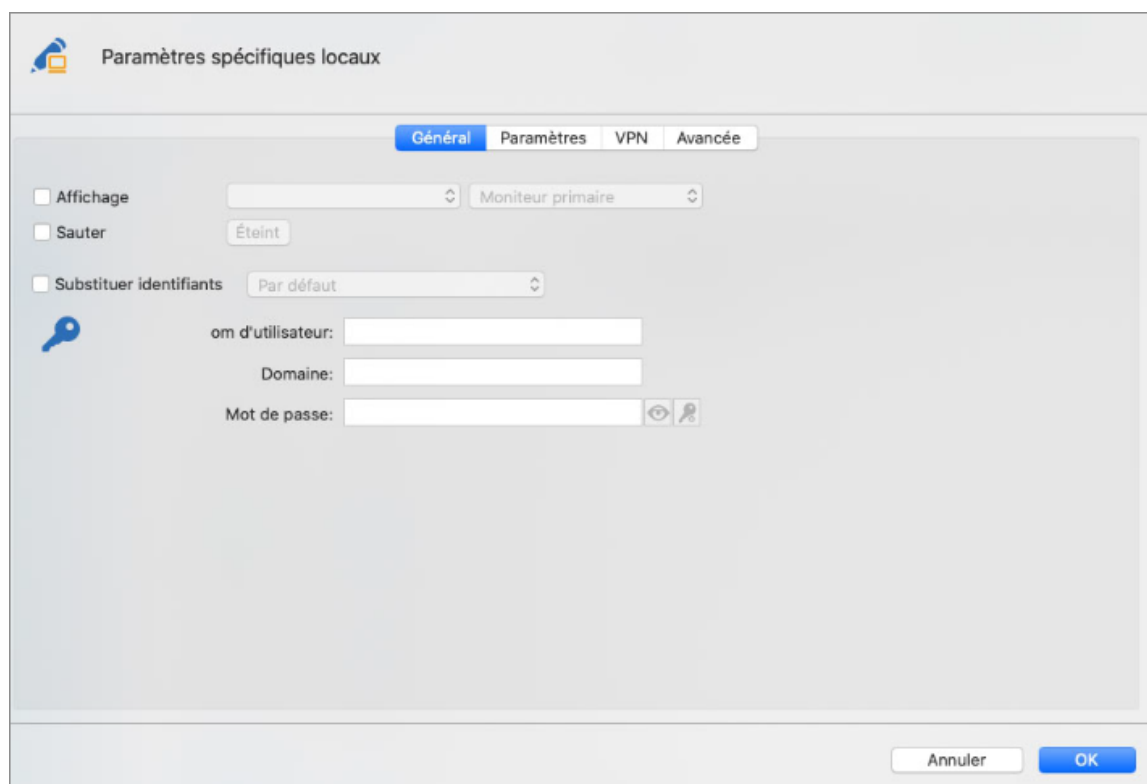 Paramètres spécifiques locaux
Général Paramètres VPN Avancée
Affichage Moniteur primaire
Sauter Éteint
Substituer identifiants Par défaut
om d'utilisateur:
Domaine:
Mot de passe:
Annuler OK